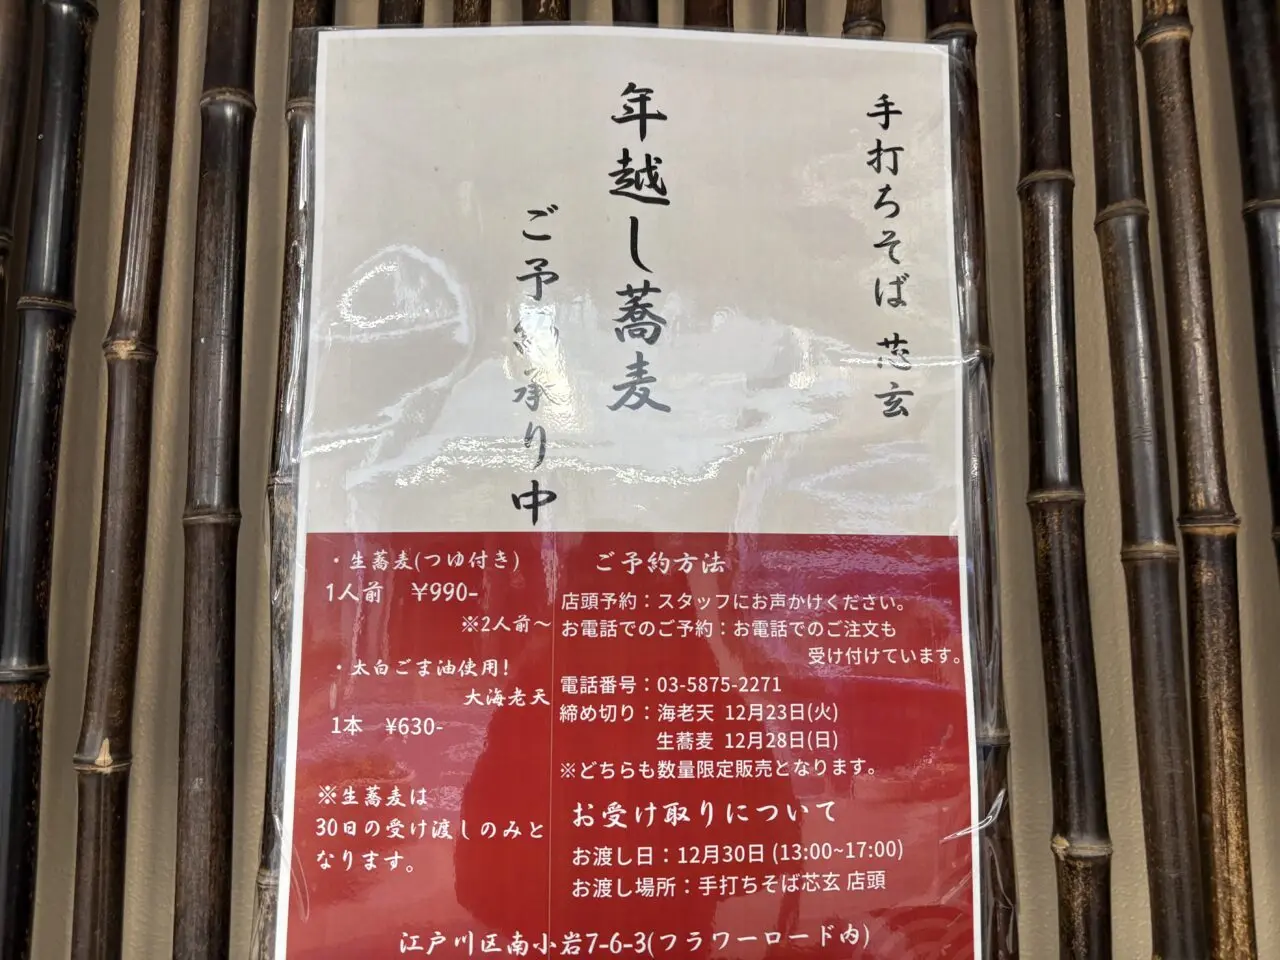 手打ちそば 芯玄
年越し蕎麦
ご予約承り中
・生蕎麦(つゆ付き)
1人前 ¥990-
※2人前～
・太白ごま油使用!
大海老天
1本 ¥630-
※生蕎麦は
30日の受け渡しのみと
なります。
ご予約方法
店頭予約：スタッフにお声かけください。
お電話でのご予約：お電話でのご注文も
受け付けています。
電話番号：03-5875-2271
締め切り：海老天 12月23日(火)
生蕎麦 12月28日(日)
※どちらも数量限定販売となります。
お受け取りについて
お渡し日：12月30日 (13:00~17:00)
お渡し場所：手打ちそば芯玄 店頭
江戸川区南小岩7-6-3(フラワーロード内)